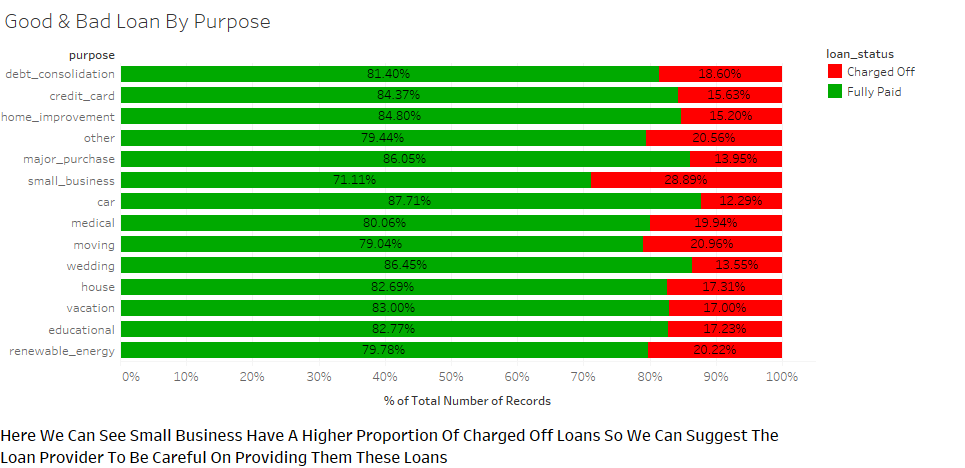 Good & Bad Loan By Purpose
purpose
loan_status
debt_consolidation 81.40% 18.60%
Charged Off
credit_card 84.37% 15.63%
Fully Paid
home_improvement 84.80% 15.20%
other 79.44% 20.56%
major_purchase 86.05% 13.95%
small_business 71.11% 28.89%
car 87.71% 12.29%
medical 80.06% 19.94%
moving 79.04% 20.96%
wedding 86.45% 13.55%
house 82.69% 17.31%
vacation 83.00% 17.00%
educational 82.77% 17.23%
renewable_energy 79.78% 20.22%
0% 10% 20% 30% 40% 50% 60% 70% 80% 90% 100%
% of Total Number of Records
Here We Can See Small Business Have A Higher Proportion Of Charged Off Loans So We Can Suggest The
Loan Provider To Be Careful On Providing Them These Loans